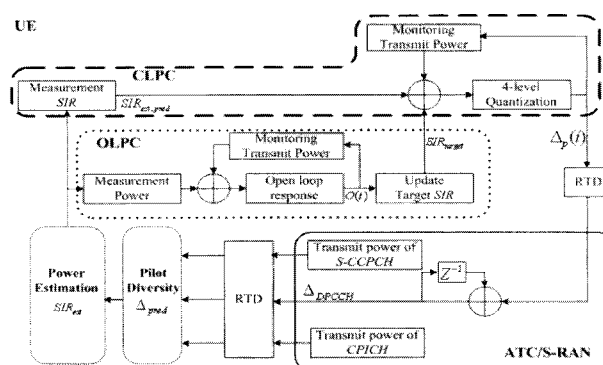 UE
Monitoring
Transmit Power
CLPC
Measurement
SIR
SIR_est,pred
4-level
Quantization
OLPC
Monitoring
Transmit Power
SIR_target
Δ_p(i)
Measurement
Power
Open loop
response
O(t)
Update
Target SIR
RTD
Power
Estimation
SIR_est
Pilot
Diversity
Δ_pred
RTD
Transmit power of
S-CCPCH
Δ_DPCCH
Z⁻¹
Transmit power of
CPICH
ATC/S-RAN